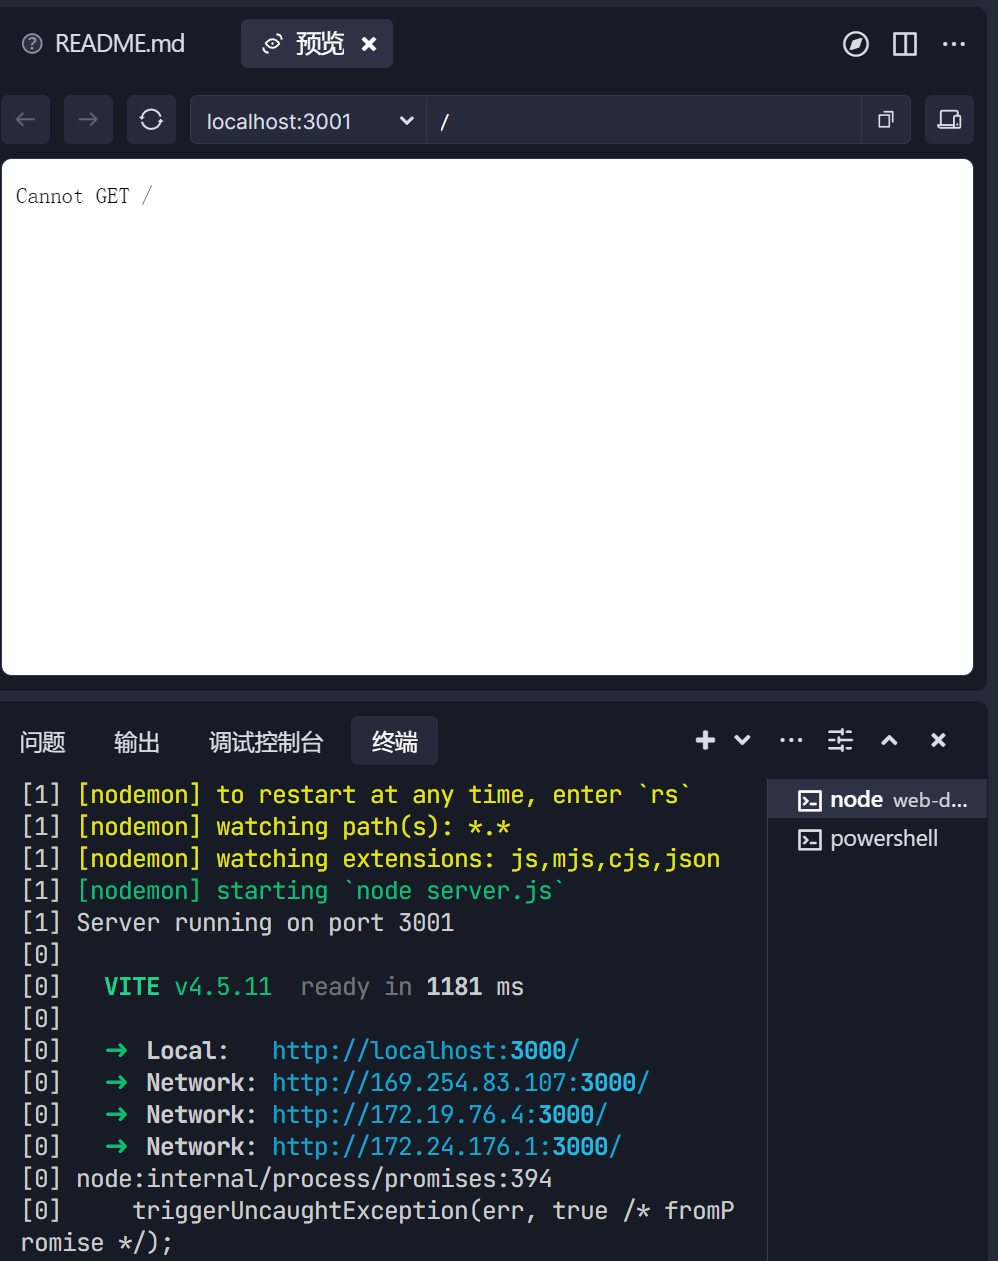 README.md
预览
localhost:3001
/
Cannot GET /
问题
输出
调试控制台
终端
[1] [nodemon] to restart at any time, enter `rs`
[1] [nodemon] watching path(s): *.*
[1] [nodemon] watching extensions: js,mjs,cjs,json
[1] [nodemon] starting `node server.js`
[1] Server running on port 3001
[0]
[0] VITE v4.5.11 ready in 1181 ms
[0]
[0] ➜ Local: http://localhost:3000/
[0] ➜ Network: http://169.254.83.107:3000/
[0] ➜ Network: http://172.19.76.4:3000/
[0] ➜ Network: http://172.24.176.1:3000/
[0] node:internal/process/promises:394
[0] triggerUncaughtException(err, true /* fromP
romise */);
node web-d...
powershell